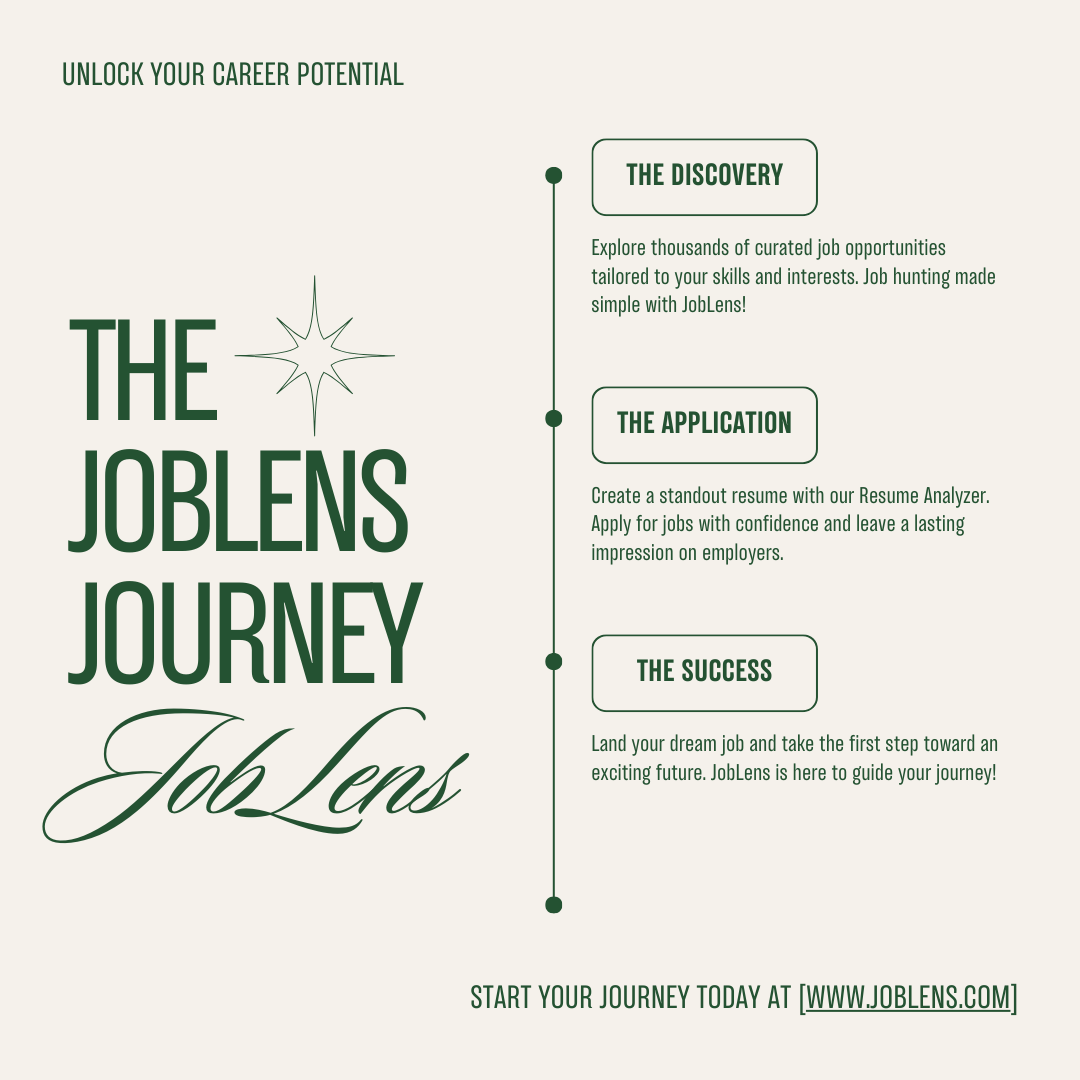 UNLOCK YOUR CAREER POTENTIAL
THE
JOBLENS
JOURNEY
JobLens
THE DISCOVERY
Explore thousands of curated job opportunities
tailored to your skills and interests. Job hunting made
simple with JobLens!
THE APPLICATION
Create a standout resume with our Resume Analyzer.
Apply for jobs with confidence and leave a lasting
impression on employers.
THE SUCCESS
Land your dream job and take the first step toward an
exciting future. JobLens is here to guide your journey!
START YOUR JOURNEY TODAY AT [WWW.JOBLENS.COM]